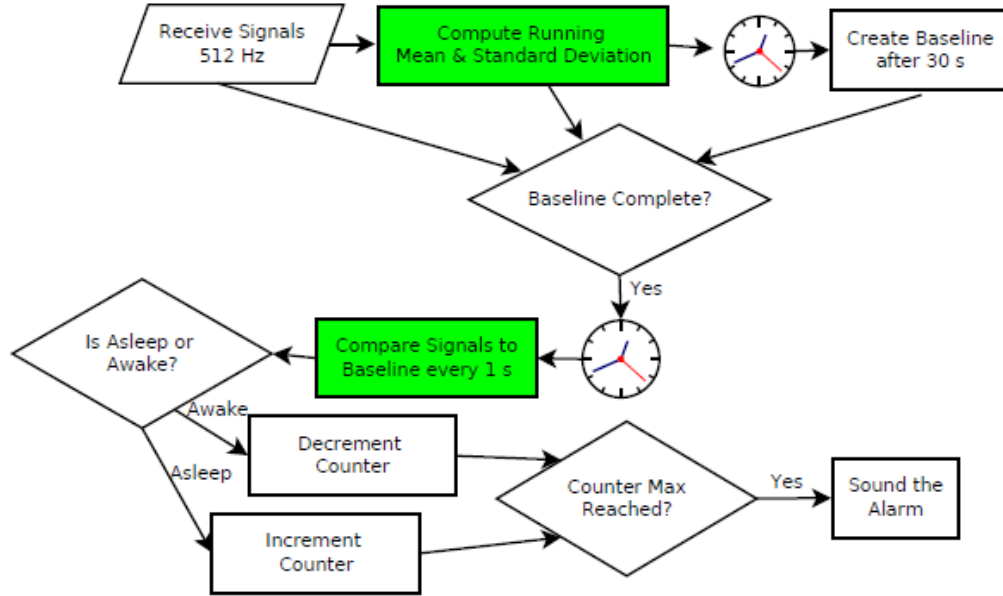 Receive Signals
512 Hz
Compute Running
Mean & Standard Deviation
Create Baseline
after 30 s
Baseline Complete?
Yes
Is Asleep or
Awake?
Compare Signals to
Baseline every 1 s
Awake
Asleep
Decrement
Counter
Increment
Counter
Counter Max
Reached?
Yes
Sound the
Alarm